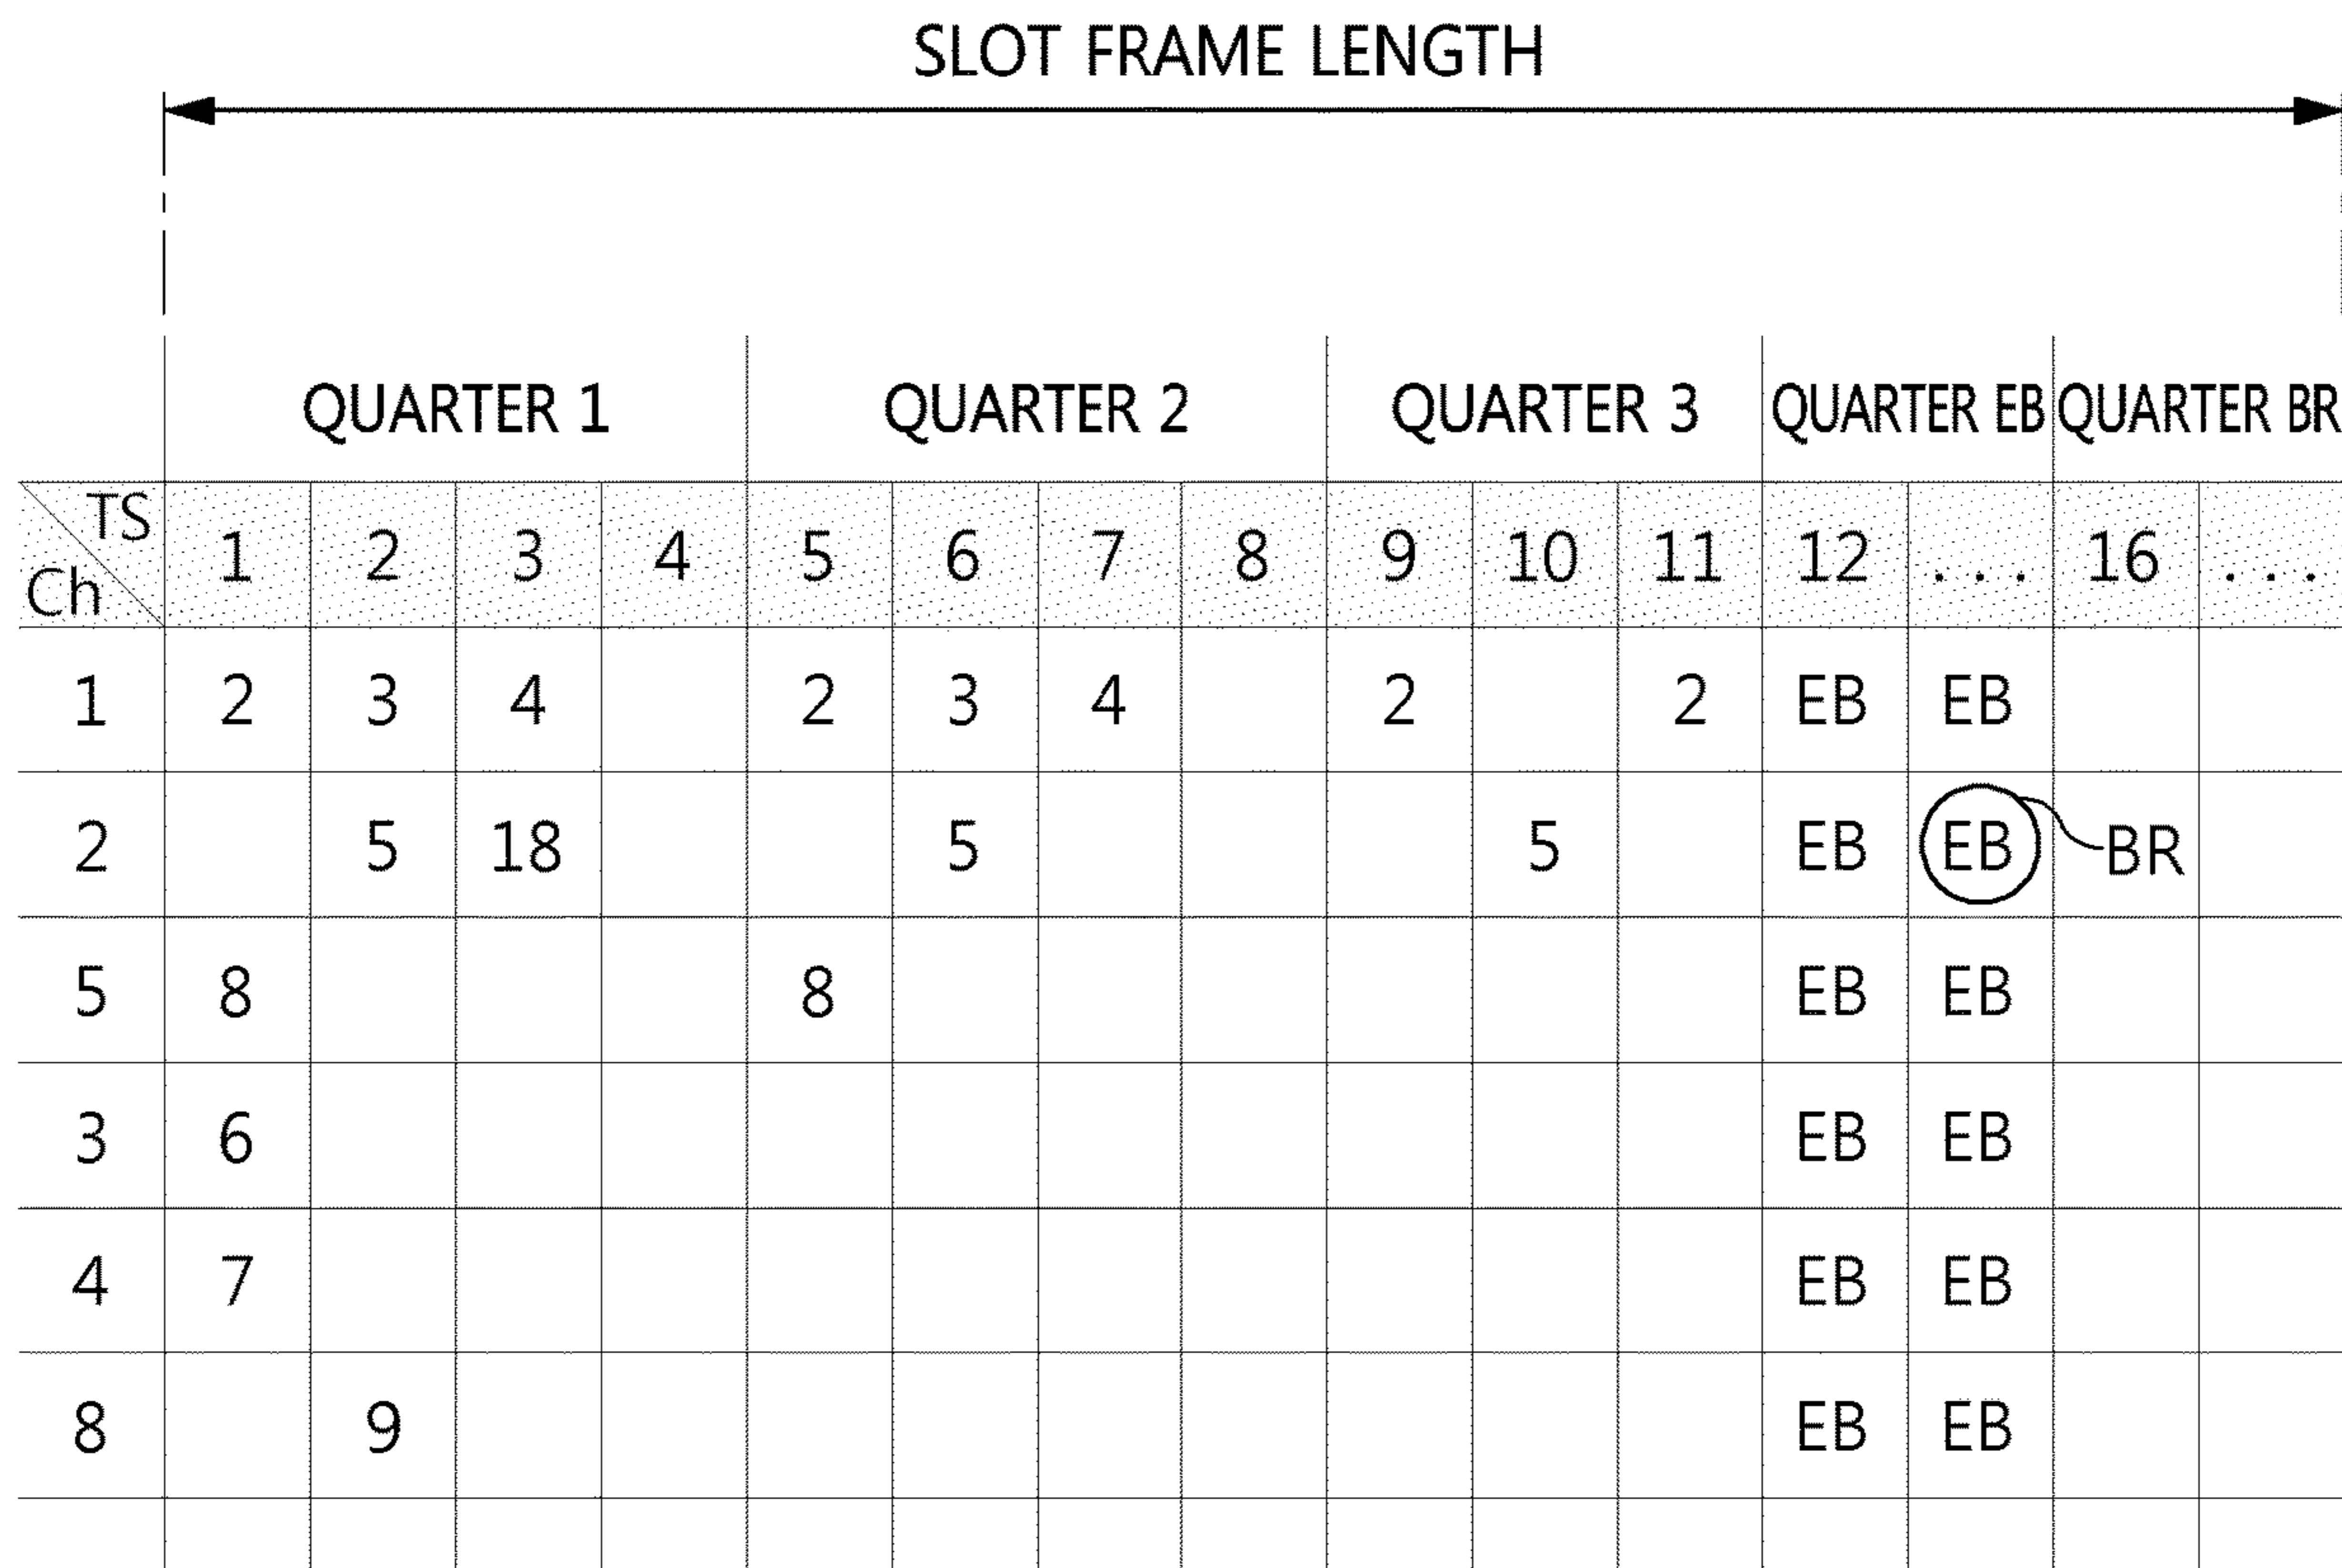 SLOT FRAME LENGTH
QUARTER 1 QUARTER 2 QUARTER 3 QUARTER EB QUARTER BR
TS
Ch
1 2 3 4 5 6 7 8 9 10 11 12 ... 16 ...
1 2 3 4 2 3 4 2 2 EB EB
2 5 18 5 5 EB EB BR
5 8 8 EB EB
3 6 EB EB
4 7 EB EB
8 9 EB EB